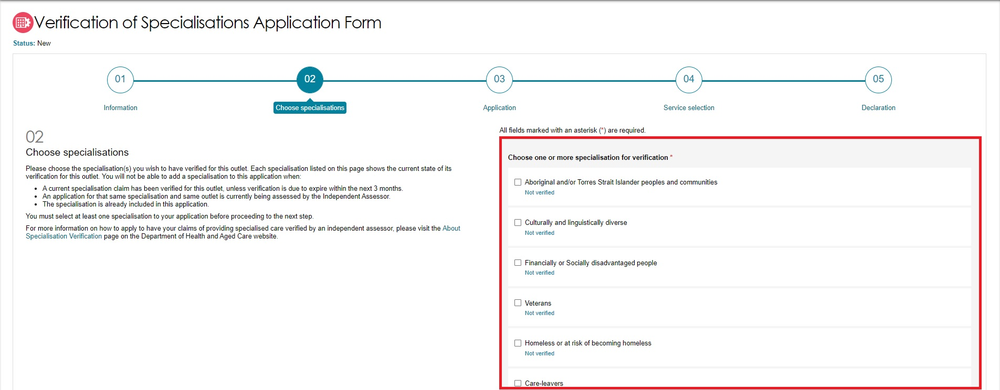 Verification of Specialisations Application Form
Status: New
01
02
03
04
05
Information
Choose specialisations
Application
Service selection
Declaration
02
Choose specialisations
Please choose the specialisation(s) you wish to have verified for this outlet. Each specialisation listed on this page shows the current state of its
verification for this outlet. You will not be able to add a specialisation to this application when:
• A current specialisation claim has been verified for this outlet, unless verification is due to expire within the next 3 months.
• An application for that same specialisation and same outlet is currently being assessed by the Independent Assessor.
• The specialisation is already included in this application.
You must select at least one specialisation to your application before proceeding to the next step.
For more information on how to apply to have your claims of providing specialised care verified by an independent assessor, please visit the About
Specialisation Verification page on the Department of Health and Aged Care website.
All fields marked with an asterisk (*) are required.
Choose one or more specialisation for verification *
Aboriginal and/or Torres Strait Islander peoples and communities
Not verified
Culturally and linguistically diverse
Not verified
Financially or Socially disadvantaged people
Not verified
Veterans
Not verified
Homeless or at risk of becoming homeless
Not verified
Care-leavers